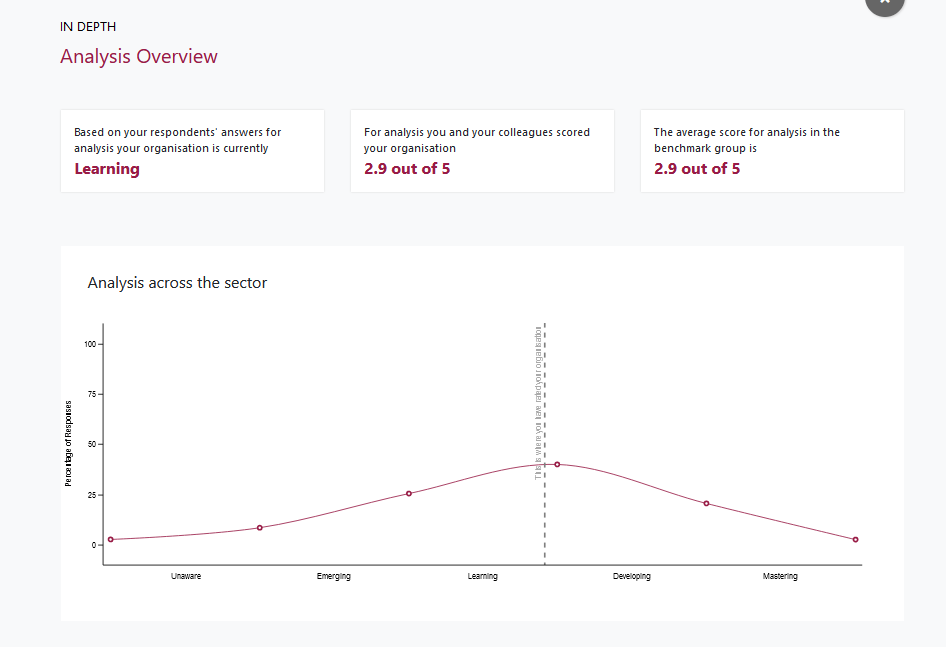 IN DEPTH
Analysis Overview
Based on your respondents' answers for
analysis your organisation is currently
Learning
For analysis you and your colleagues scored
your organisation
2.9 out of 5
The average score for analysis in the
benchmark group is
2.9 out of 5
Analysis across the sector
This is where you have rated your organisation
100
75
50
25
0
Percentage of Responses
Unaware
Emerging
Learning
Developing
Mastering